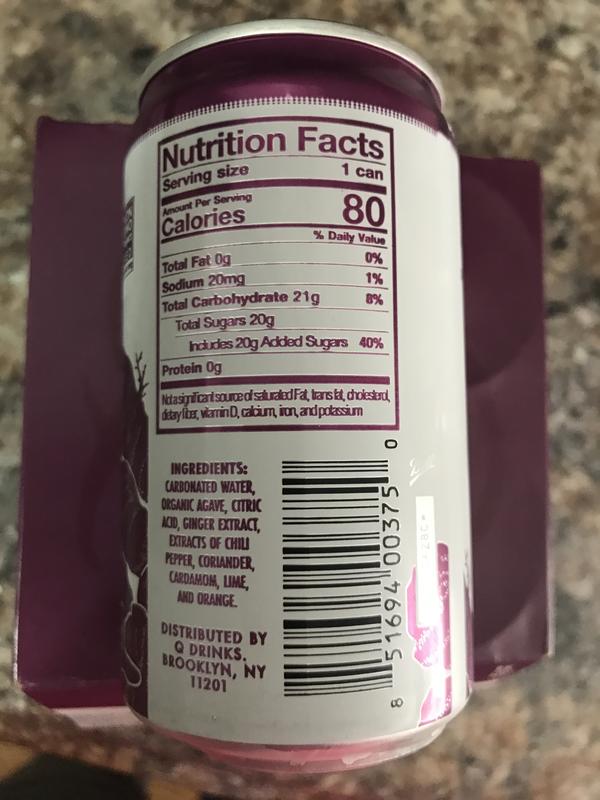 Nutrition Facts
Serving size 1 can
Amount Per Serving
Calories 80
% Daily Value
Total Fat 0g 0%
Sodium 20mg 1%
Total Carbohydrate 21g 8%
Total Sugars 20g
Includes 20g Added Sugars 40%
Protein 0g
Not a significant source of saturated Fat, trans fat, cholesterol,
dietary fiber, vitamin D, calcium, iron, and potassium
INGREDIENTS:
CARBONATED WATER,
ORGANIC AGAVE, CITRIC
ACID, GINGER EXTRACT,
EXTRACTS OF CHILI
PEPPER, CORIANDER,
CARDAMOM, LIME,
AND ORANGE.
DISTRIBUTED BY
Q DRINKS.
BROOKLYN, NY
11201
8 51694 00375 0